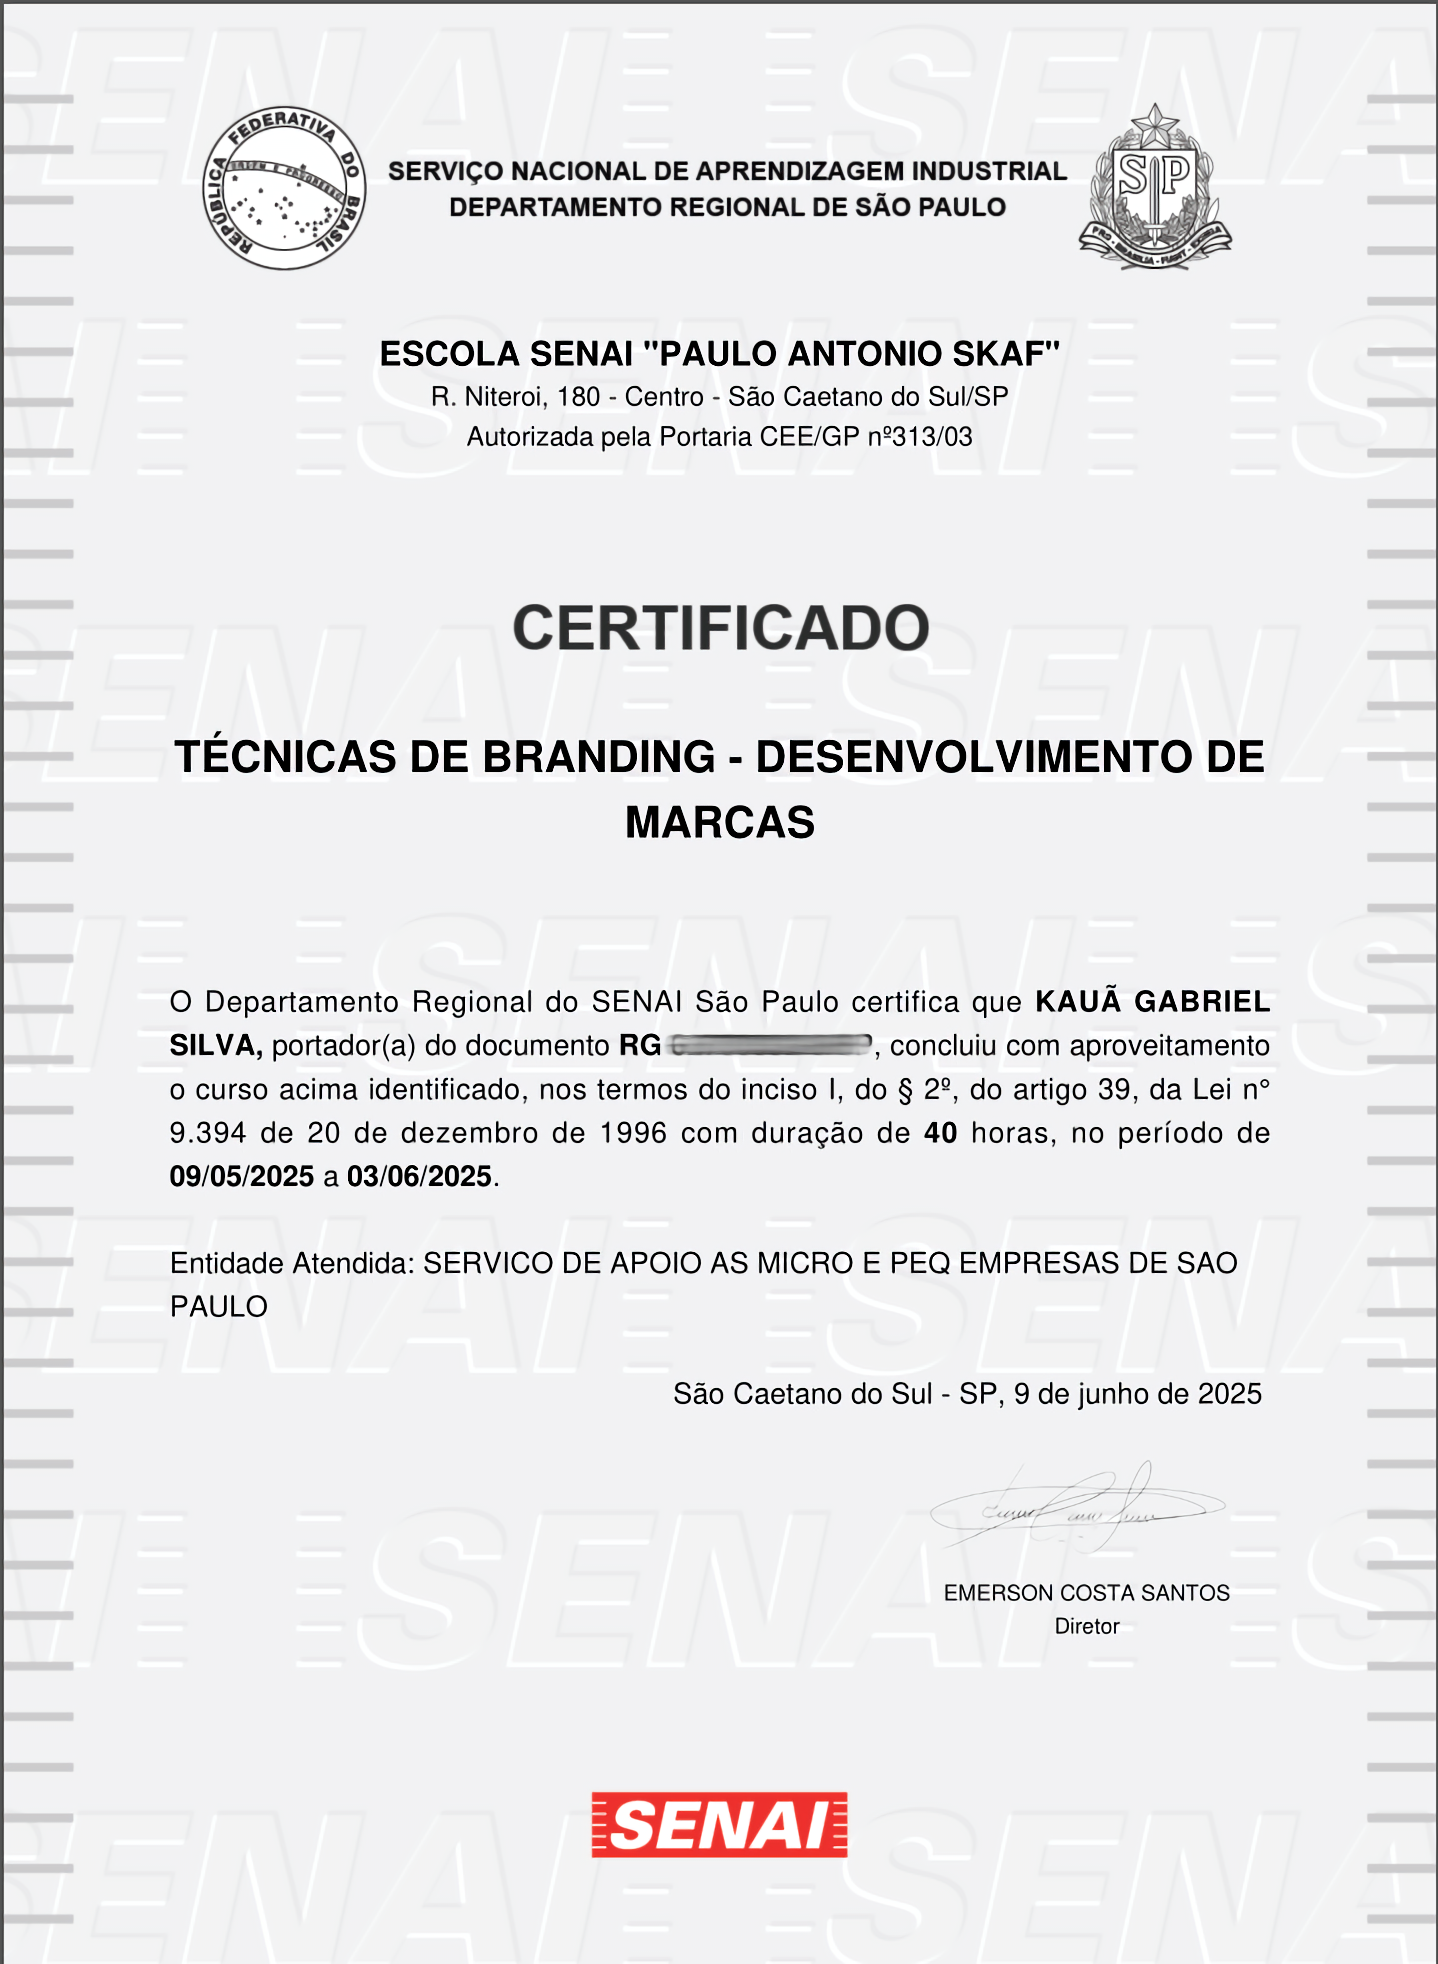 REPÚBLICA FEDERATIVA DO BRASIL
ORDEM E PROGRESSO
SERVIÇO NACIONAL DE APRENDIZAGEM INDUSTRIAL
DEPARTAMENTO REGIONAL DE SÃO PAULO
SP
PRO - BRASILIA - FIANT - EXIMIA
ESCOLA SENAI "PAULO ANTONIO SKAF"
R. Niteroi, 180 - Centro - São Caetano do Sul/SP
Autorizada pela Portaria CEE/GP nº313/03
CERTIFICADO
TÉCNICAS DE BRANDING - DESENVOLVIMENTO DE
MARCAS
O Departamento Regional do SENAI São Paulo certifica que KAUÃ GABRIEL
SILVA, portador(a) do documento RG , concluiu com aproveitamento
o curso acima identificado, nos termos do inciso I, do § 2º, do artigo 39, da Lei n°
9.394 de 20 de dezembro de 1996 com duração de 40 horas, no período de
09/05/2025 a 03/06/2025.
Entidade Atendida: SERVICO DE APOIO AS MICRO E PEQ EMPRESAS DE SAO
PAULO
São Caetano do Sul - SP, 9 de junho de 2025
EMERSON COSTA SANTOS
Diretor
SENAI